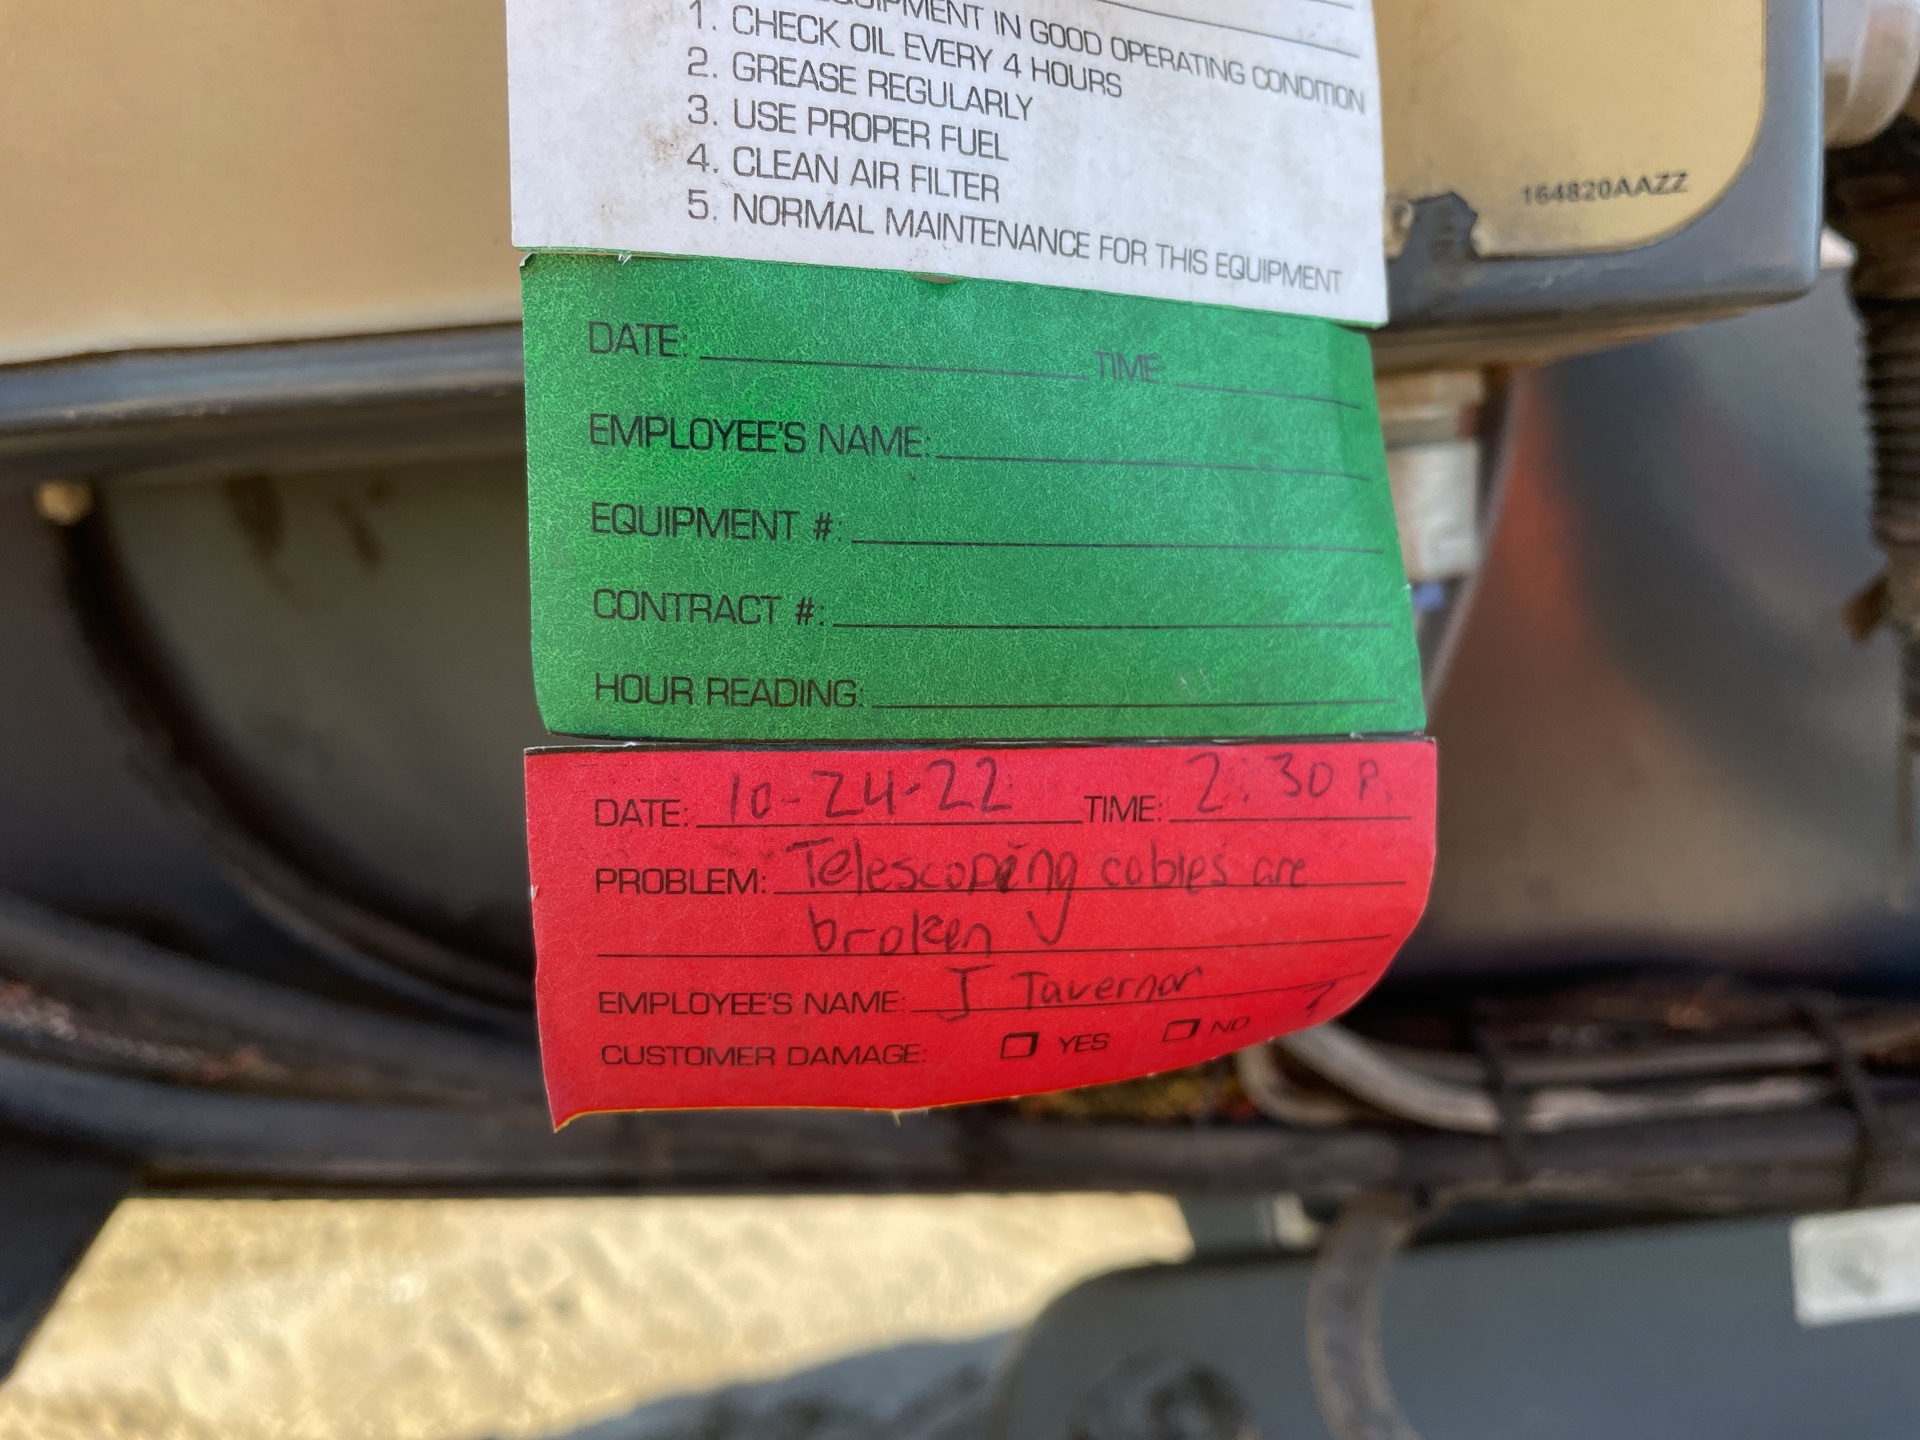 EQUIPMENT IN GOOD OPERATING CONDITION
1. CHECK OIL EVERY 4 HOURS
2. GREASE REGULARLY
3. USE PROPER FUEL
4. CLEAN AIR FILTER
5. NORMAL MAINTENANCE FOR THIS EQUIPMENT
164820AAZZ
DATE: TIME:
EMPLOYEE'S NAME:
EQUIPMENT #:
CONTRACT #:
HOUR READING:
DATE: 10-24-22 TIME: 2:30 P.
PROBLEM: Telescoping cables are
broken
EMPLOYEE'S NAME: J Tavernor
CUSTOMER DAMAGE: YES NO ?